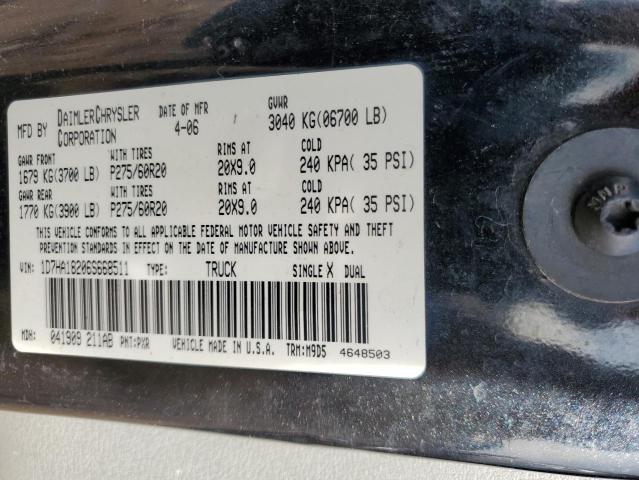 MFD BY DAIMLERCHRYSLER CORPORATION DATE OF MFR 4-06 GVWR 3040 KG(06700 LB)
GAWR FRONT WITH TIRES RIMS AT COLD
1679 KG(3700 LB) P275/60R20 20X9.0 240 KPA( 35 PSI)
GAWR REAR WITH TIRES RIMS AT COLD
1770 KG(3900 LB) P275/60R20 20X9.0 240 KPA( 35 PSI)
THIS VEHICLE CONFORMS TO ALL APPLICABLE FEDERAL MOTOR VEHICLE SAFETY AND THEFT
PREVENTION STANDARDS IN EFFECT ON THE DATE OF MANUFACTURE SHOWN ABOVE.
VIN: 1D7HA18206S668511 TYPE: TRUCK SINGLE X DUAL
MDH: 041909 211AB PNT:PXR VEHICLE MADE IN U.S.A. TRM:M9D5 4648503